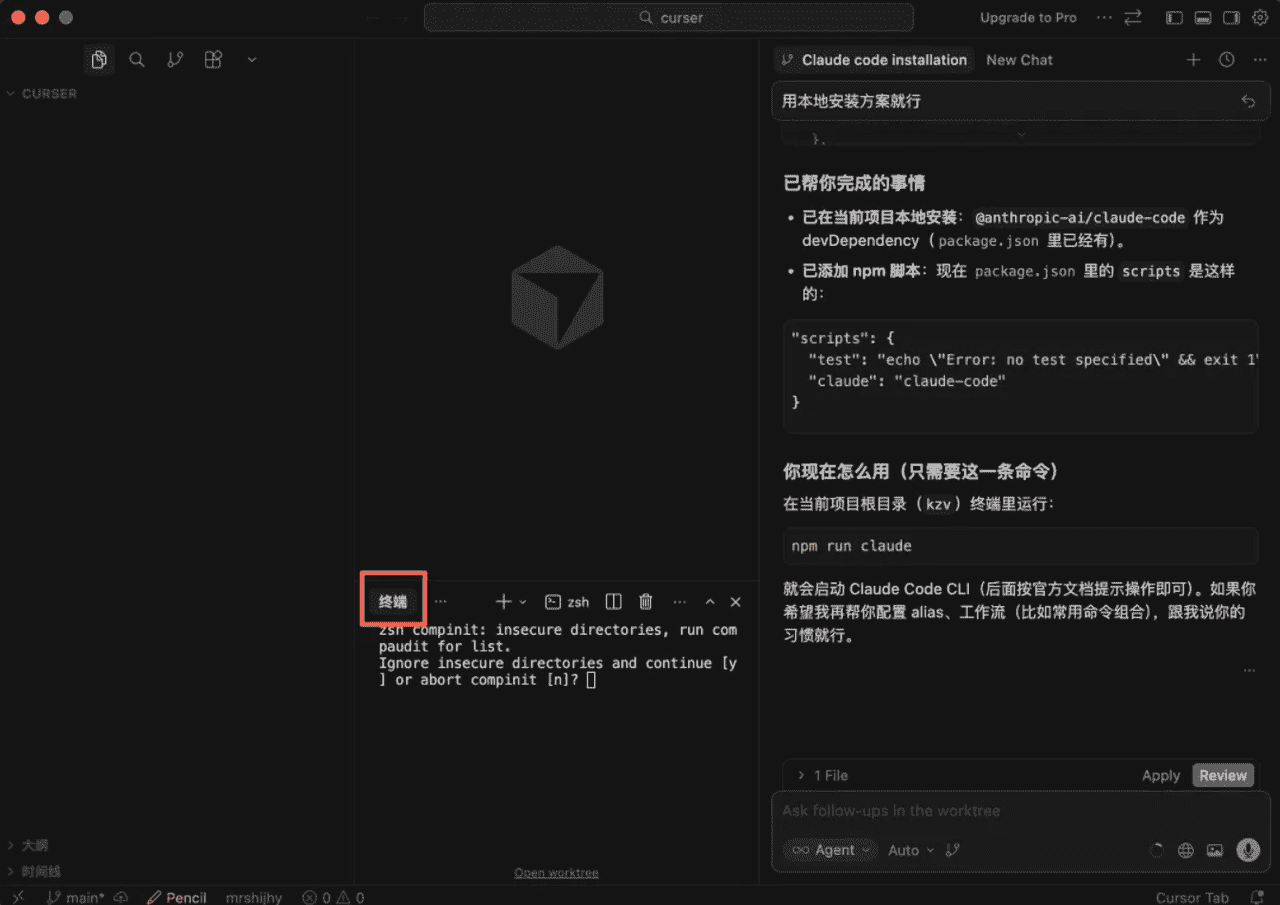 curser
Upgrade to Pro
CURSER
Claude code installation
New Chat
用本地安装方案就行
},
已帮你完成的事情
• 已在当前项目本地安装： @anthropic-ai/claude-code 作为
devDependency（package.json 里已经有）。
• 已添加 npm 脚本：现在 package.json 里的 scripts 是这样
的：
"scripts": {
"test": "echo \"Error: no test specified\" && exit 1"
"claude": "claude-code"
}
你现在怎么用（只需要这一条命令）
在当前项目根目录（kzv）终端里运行：
npm run claude
就会启动 Claude Code CLI（后面按官方文档提示操作即可）。如果你
希望我再帮你配置 alias、工作流（比如常用命令组合），跟我说你的
习惯就行。
终端
zsh
zsh compinit: insecure directories, run com
paudit for list.
Ignore insecure directories and continue [y
] or abort compinit [n]?
1 File
Apply
Review
Ask follow-ups in the worktree
Agent
Auto
大纲
时间线
Open worktree
main*
Pencil
mrshijhy
0
0
Cursor Tab